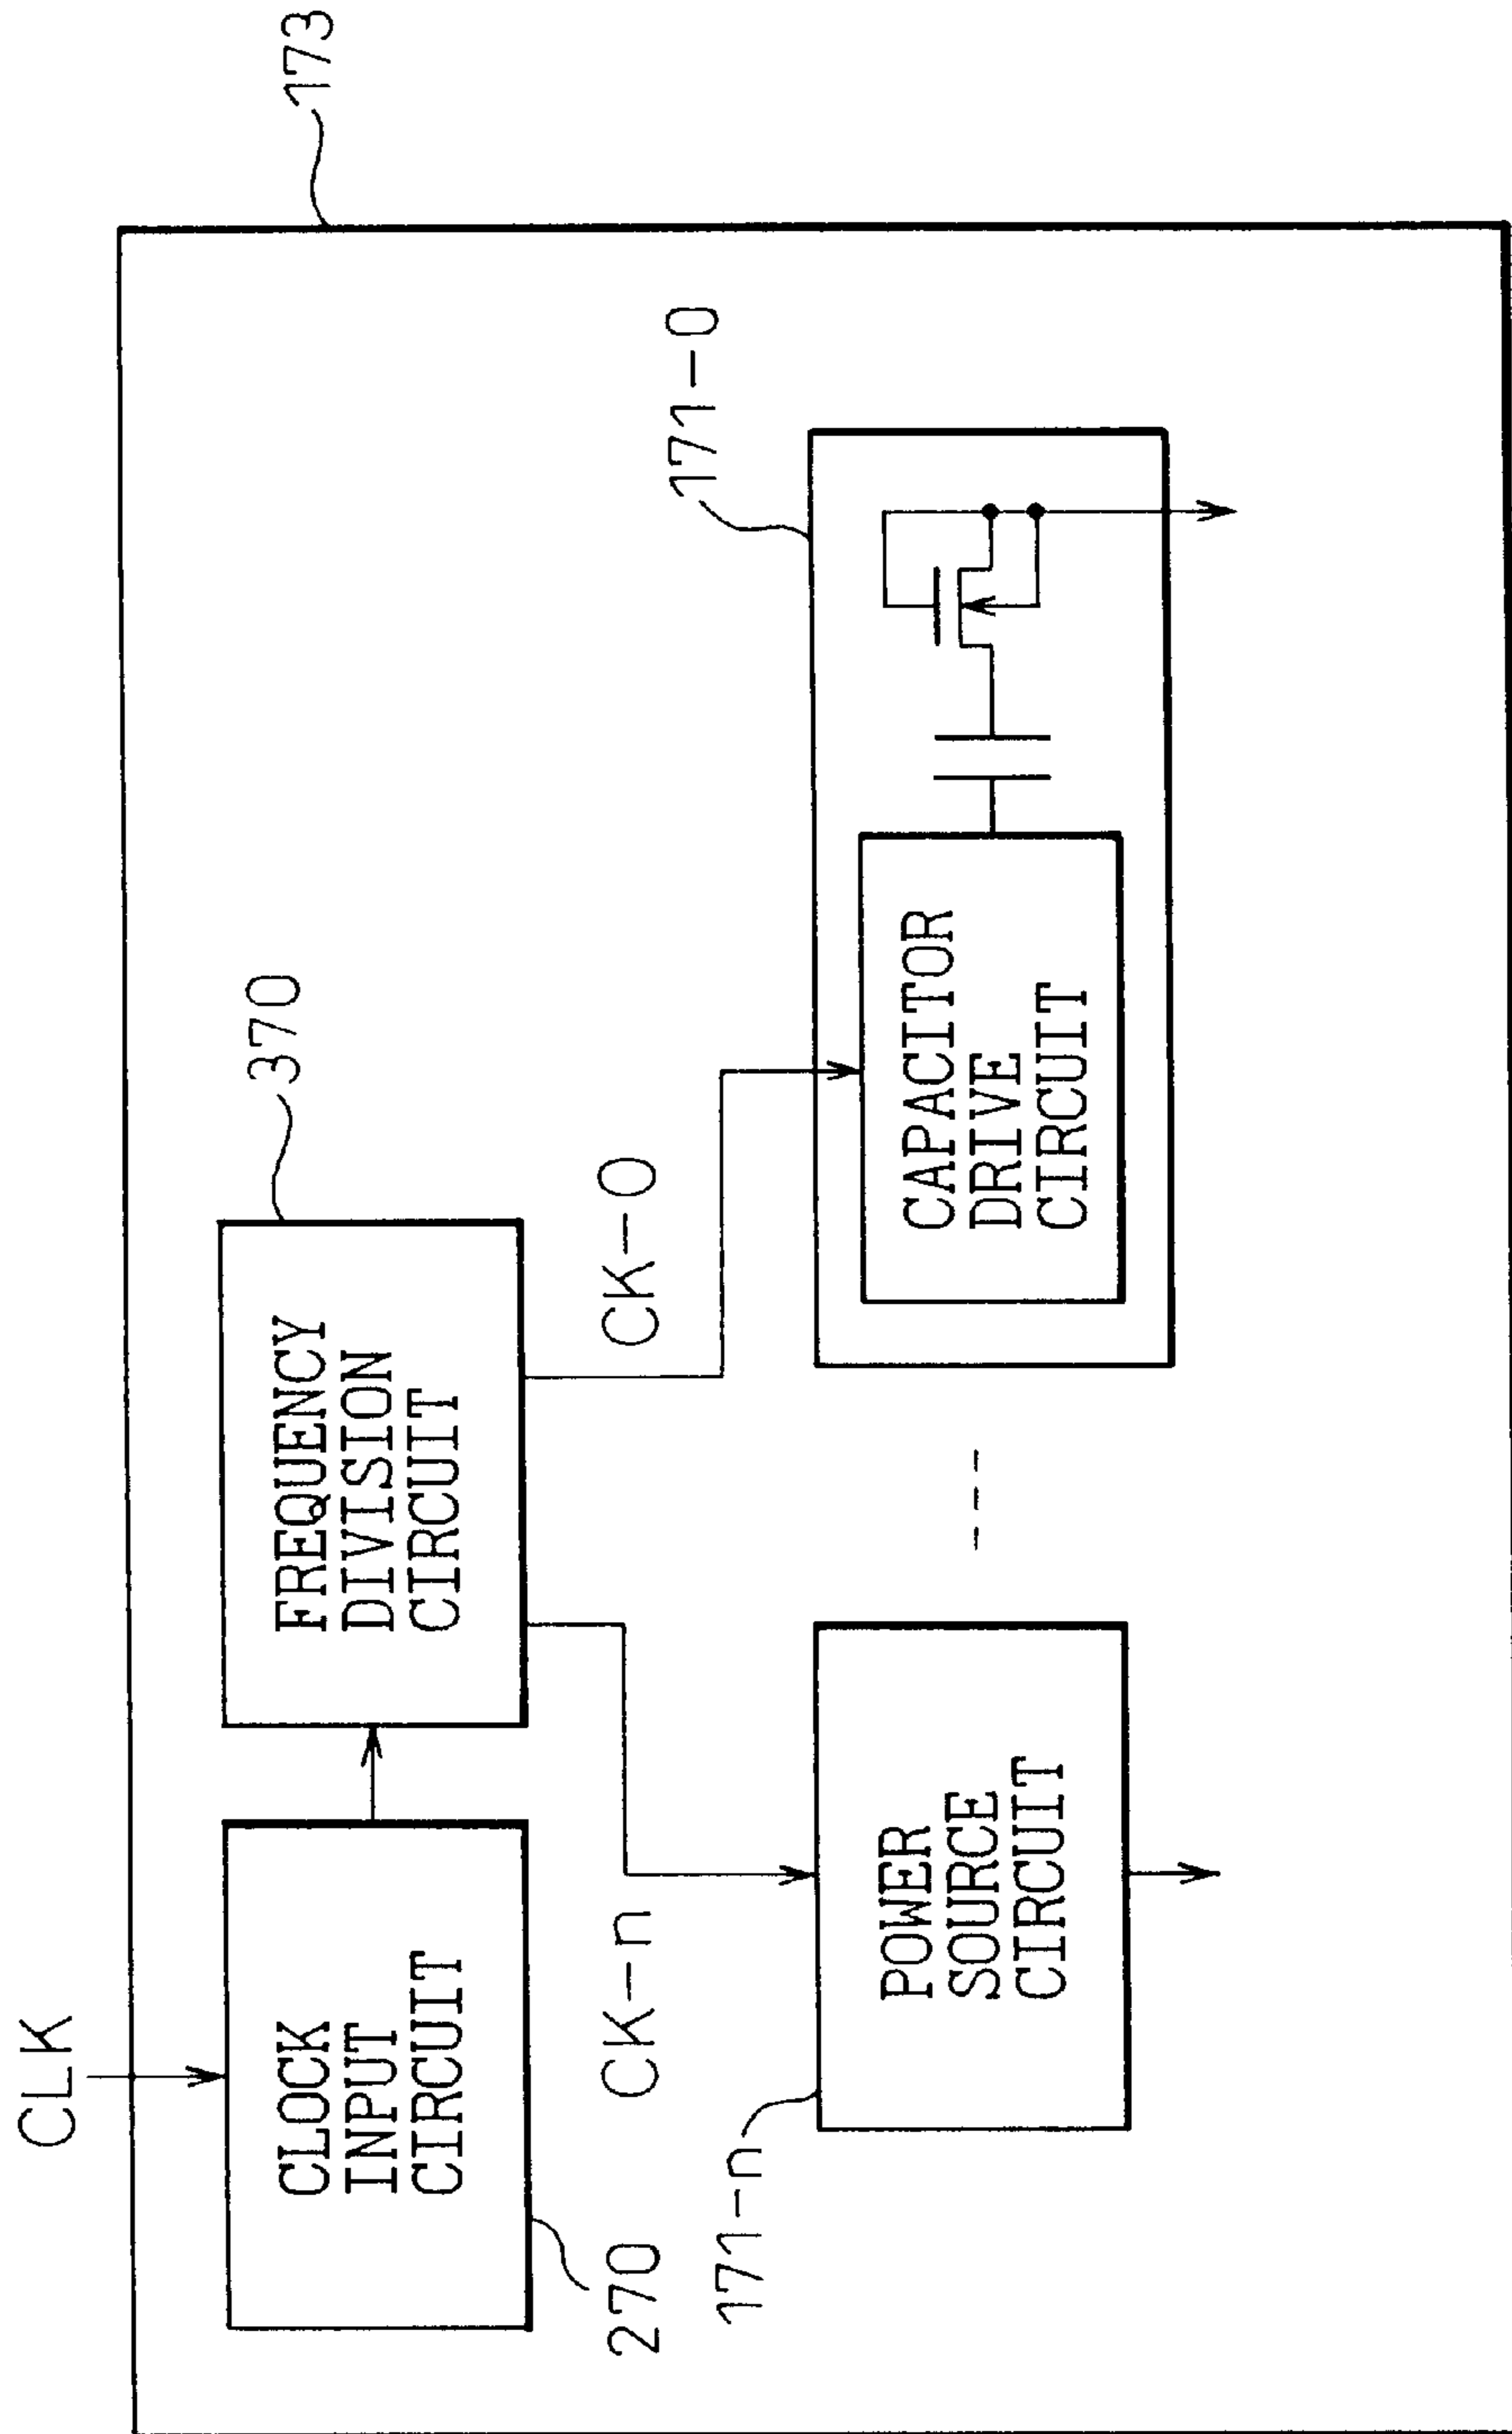 173
CLK
CLOCK
INPUT
CIRCUIT
270
FREQUENCY
DIVISION
CIRCUIT
370
CK-n
CK-0
171-n
POWER
SOURCE
CIRCUIT
171-0
CAPACITOR
DRIVE
CIRCUIT